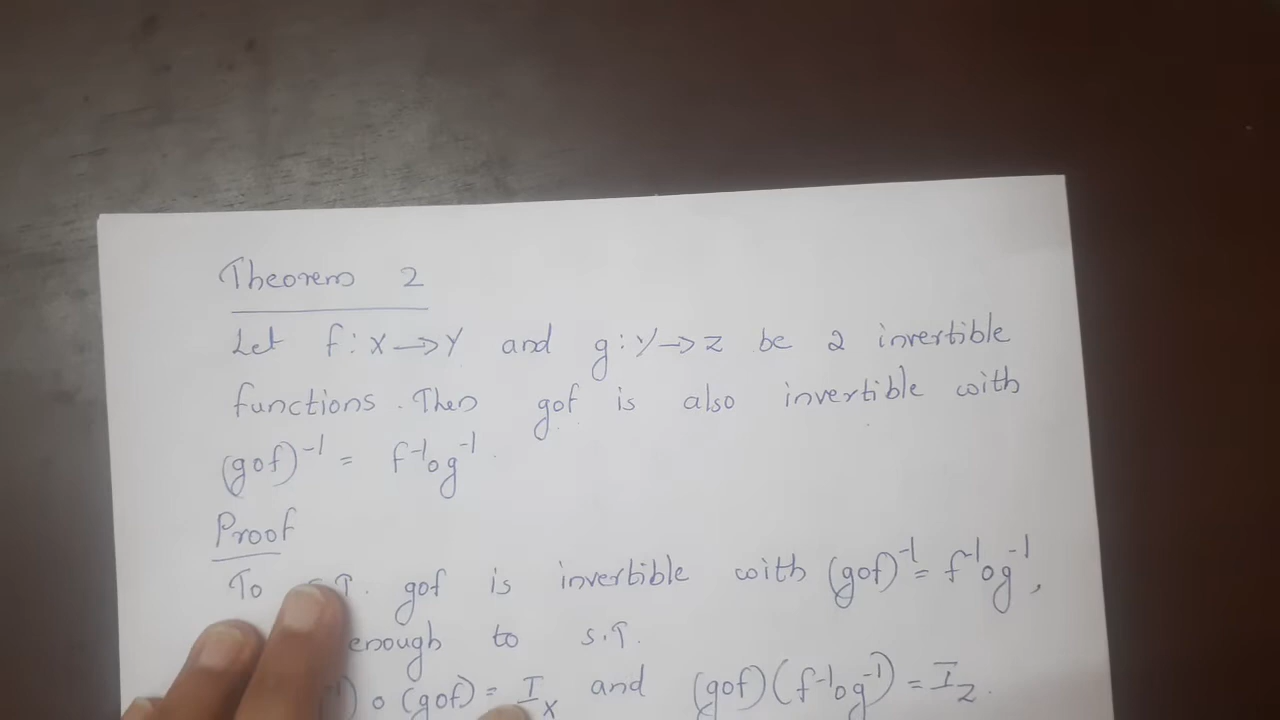 Theorem 2
Let f: X→Y and g: Y→Z be 2 invertible
functions. Then gof is also invertible with
(gof)⁻¹ = f⁻¹og⁻¹.
Proof
To S.T. gof is invertible with (gof)⁻¹ = f⁻¹og⁻¹,
enough to S.T.
o (gof) = I_X and (gof)(f⁻¹og⁻¹) = I_Z.